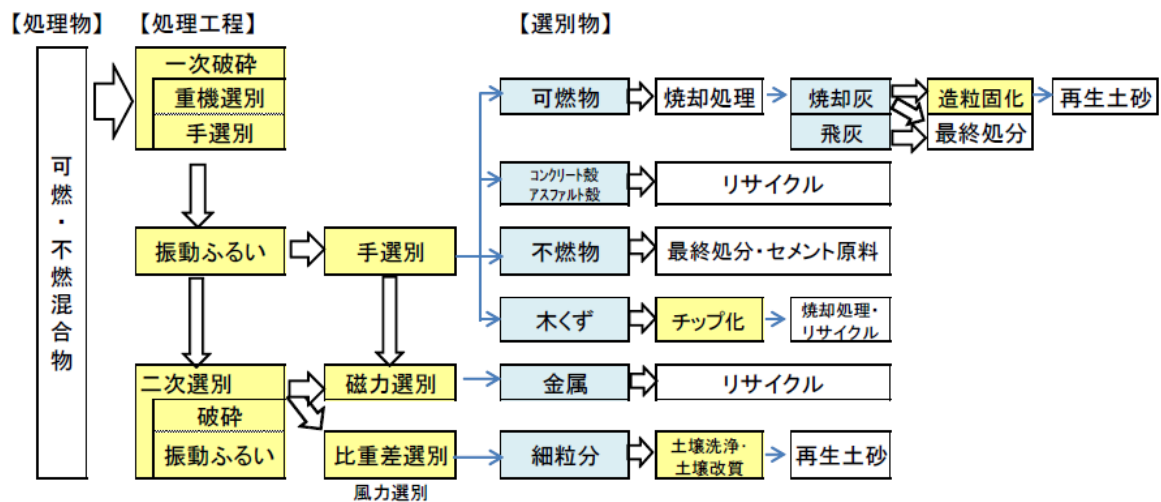 【処理物】 【処理工程】 【選別物】
可燃・不燃混合物
一次破砕
重機選別
手選別
可燃物 焼却処理 焼却灰 造粒固化 再生土砂
飛灰 最終処分
コンクリート殻
アスファルト殻
リサイクル
振動ふるい 手選別 不燃物 最終処分・セメント原料
木くず チップ化 焼却処理・
リサイクル
二次選別 磁力選別 金属 リサイクル
破砕
振動ふるい 比重差選別 細粒分 土壌洗浄・
土壌改質
再生土砂
風力選別